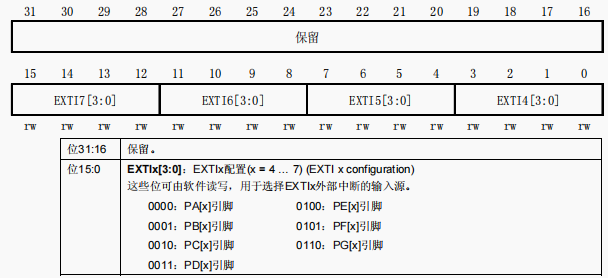 31 30 29 28 27 26 25 24 23 22 21 20 19 18 17 16
保留
15 14 13 12 11 10 9 8 7 6 5 4 3 2 1 0
EXTI7[3:0] EXTI6[3:0] EXTI5[3:0] EXTI4[3:0]
rw rw rw rw rw rw rw rw rw rw rw rw rw rw rw rw
位31:16 保留。
位15:0 EXTIx[3:0]：EXTIx配置(x = 4 … 7) (EXTI x configuration)
这些位可由软件读写，用于选择EXTIx外部中断的输入源。
0000：PA[x]引脚 0100：PE[x]引脚
0001：PB[x]引脚 0101：PF[x]引脚
0010：PC[x]引脚 0110：PG[x]引脚
0011：PD[x]引脚